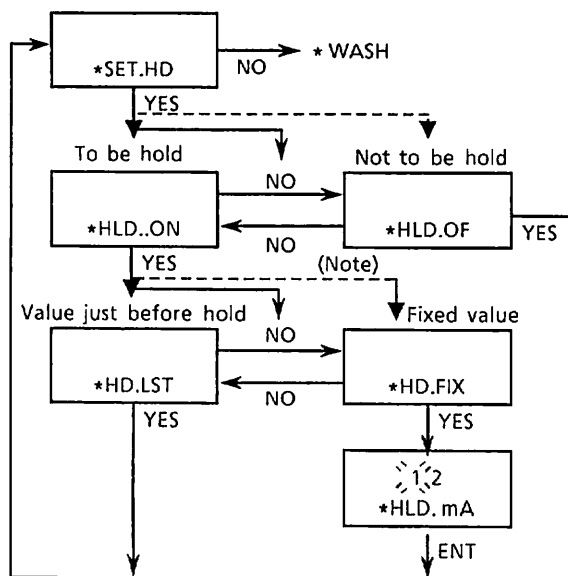 *SET.HD
NO
*WASH
YES
To be hold
Not to be hold
NO
*HLD..ON
NO
*HLD.OF
YES
YES
(Note)
Value just before hold
Fixed value
NO
*HD.LST
NO
*HD.FIX
YES
YES
12
*HLD.mA
ENT